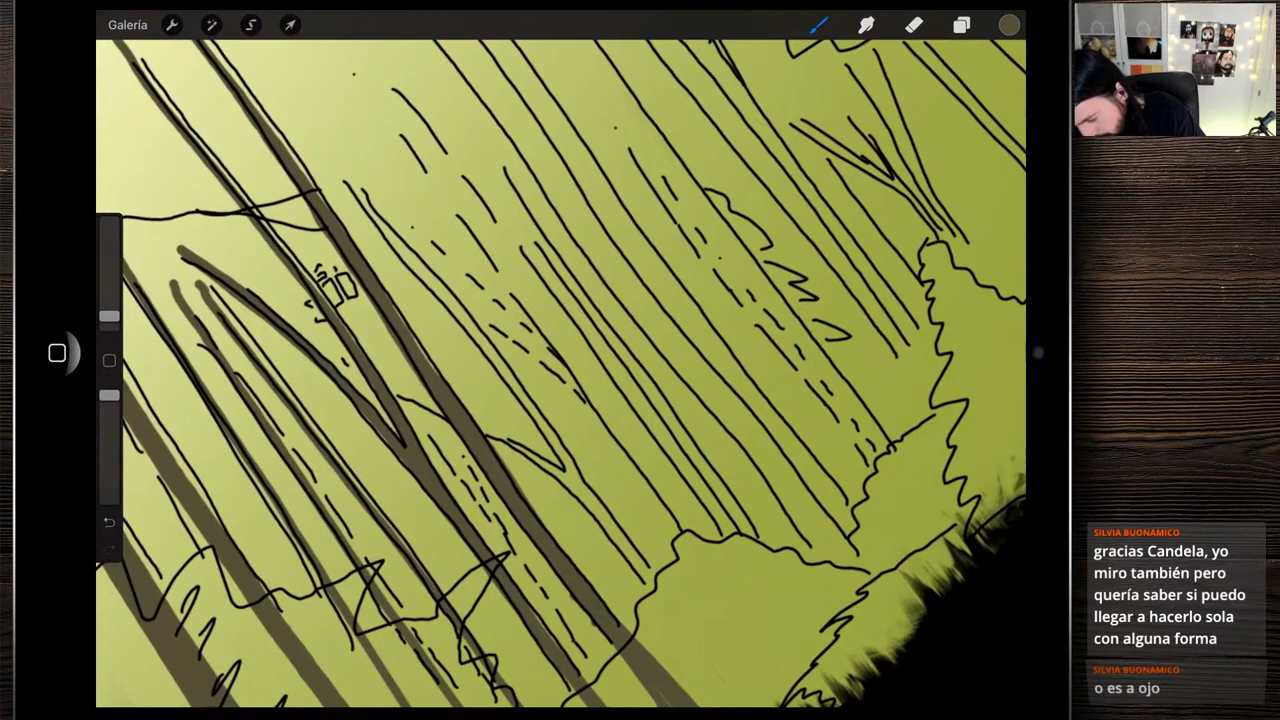 Galería
SILVIA BUONAMICO
gracias Candela, yo
miro también pero
quería saber si puedo
llegar a hacerlo sola
con alguna forma
SILVIA BUONAMICO
o es a ojo